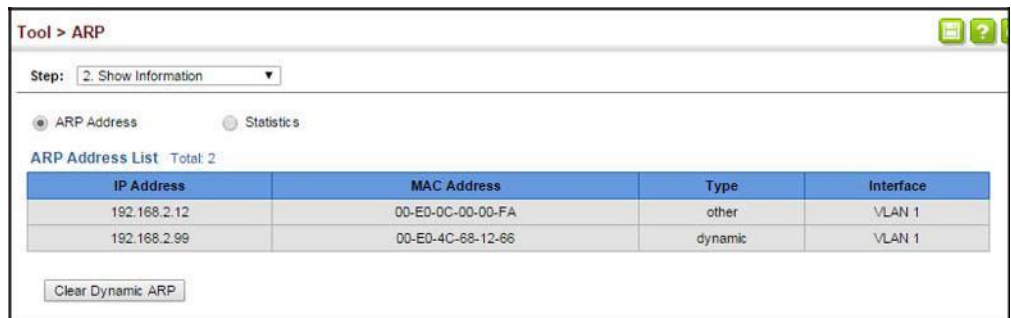 Tool > ARP
Step: 2. Show Information
ARP Address Statistics
ARP Address List Total: 2
IP Address MAC Address Type Interface
192.168.2.12 00-E0-0C-00-00-FA other VLAN 1
192.168.2.99 00-E0-4C-68-12-66 dynamic VLAN 1
Clear Dynamic ARP